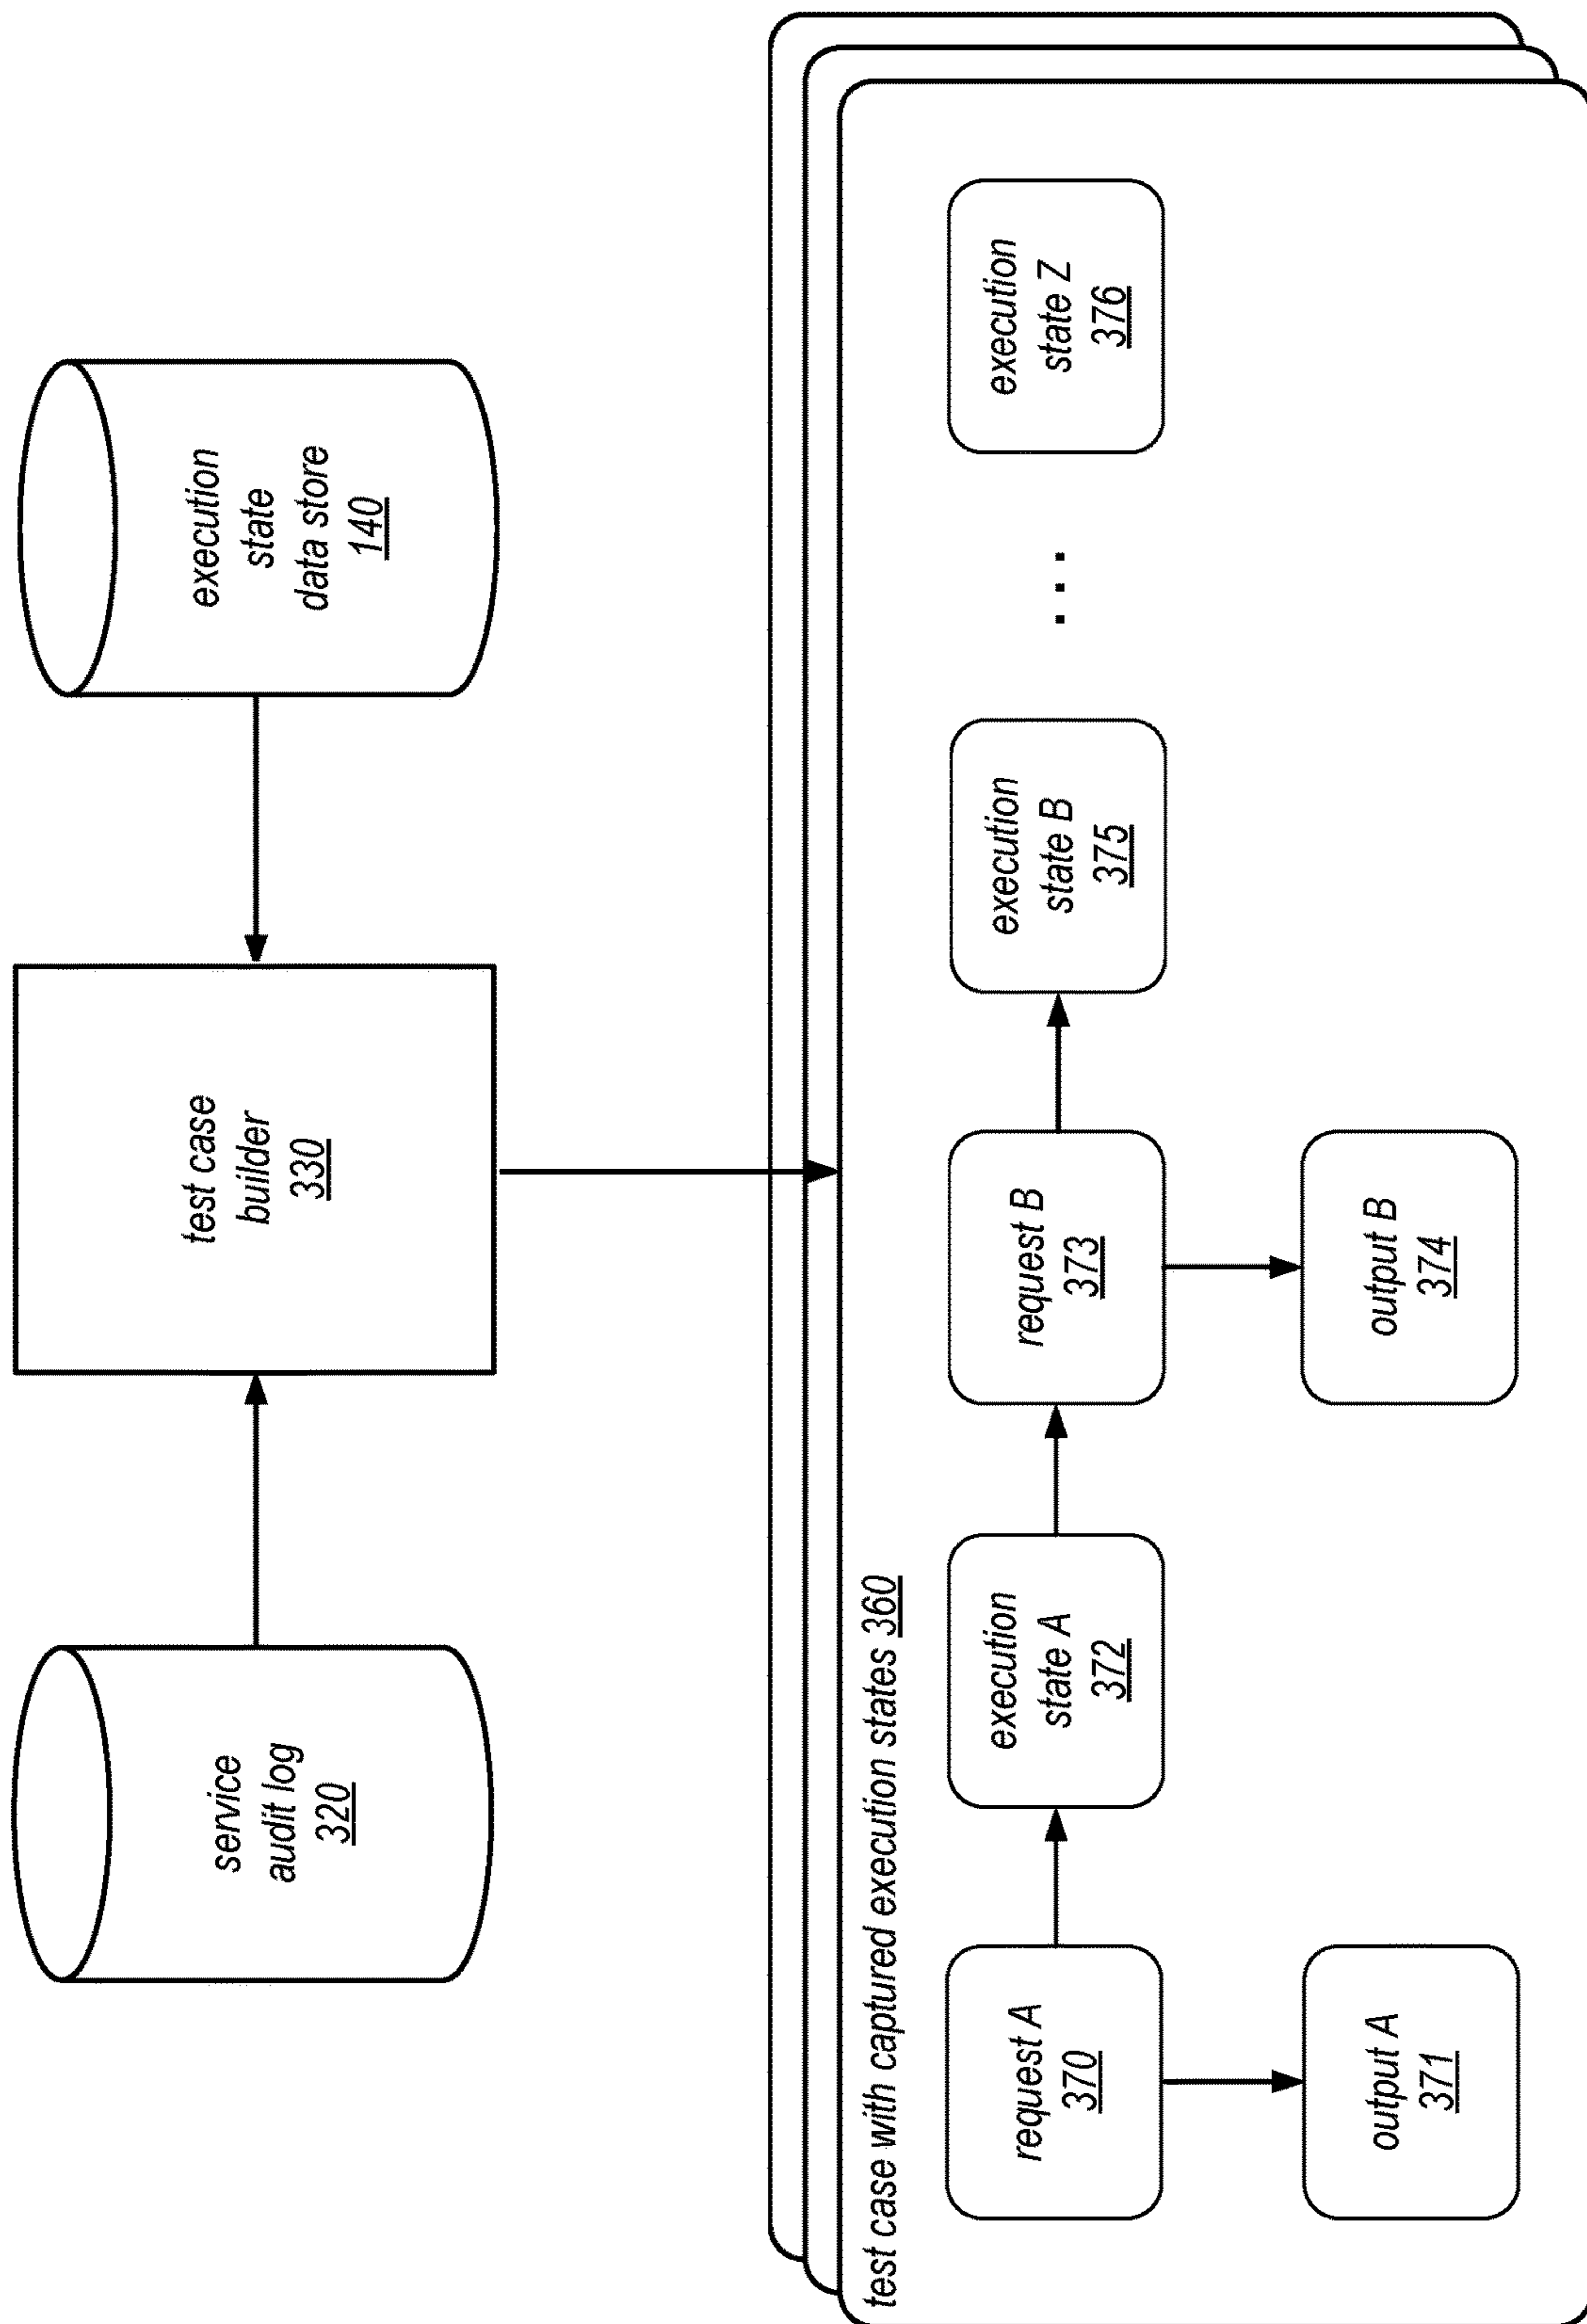 service
audit log
320
test case
builder
330
execution
state
data store
140
test case with captured execution states 360
request A
370
execution
state A
372
request B
373
execution
state B
375
. . .
execution
state Z
376
output A
371
output B
374